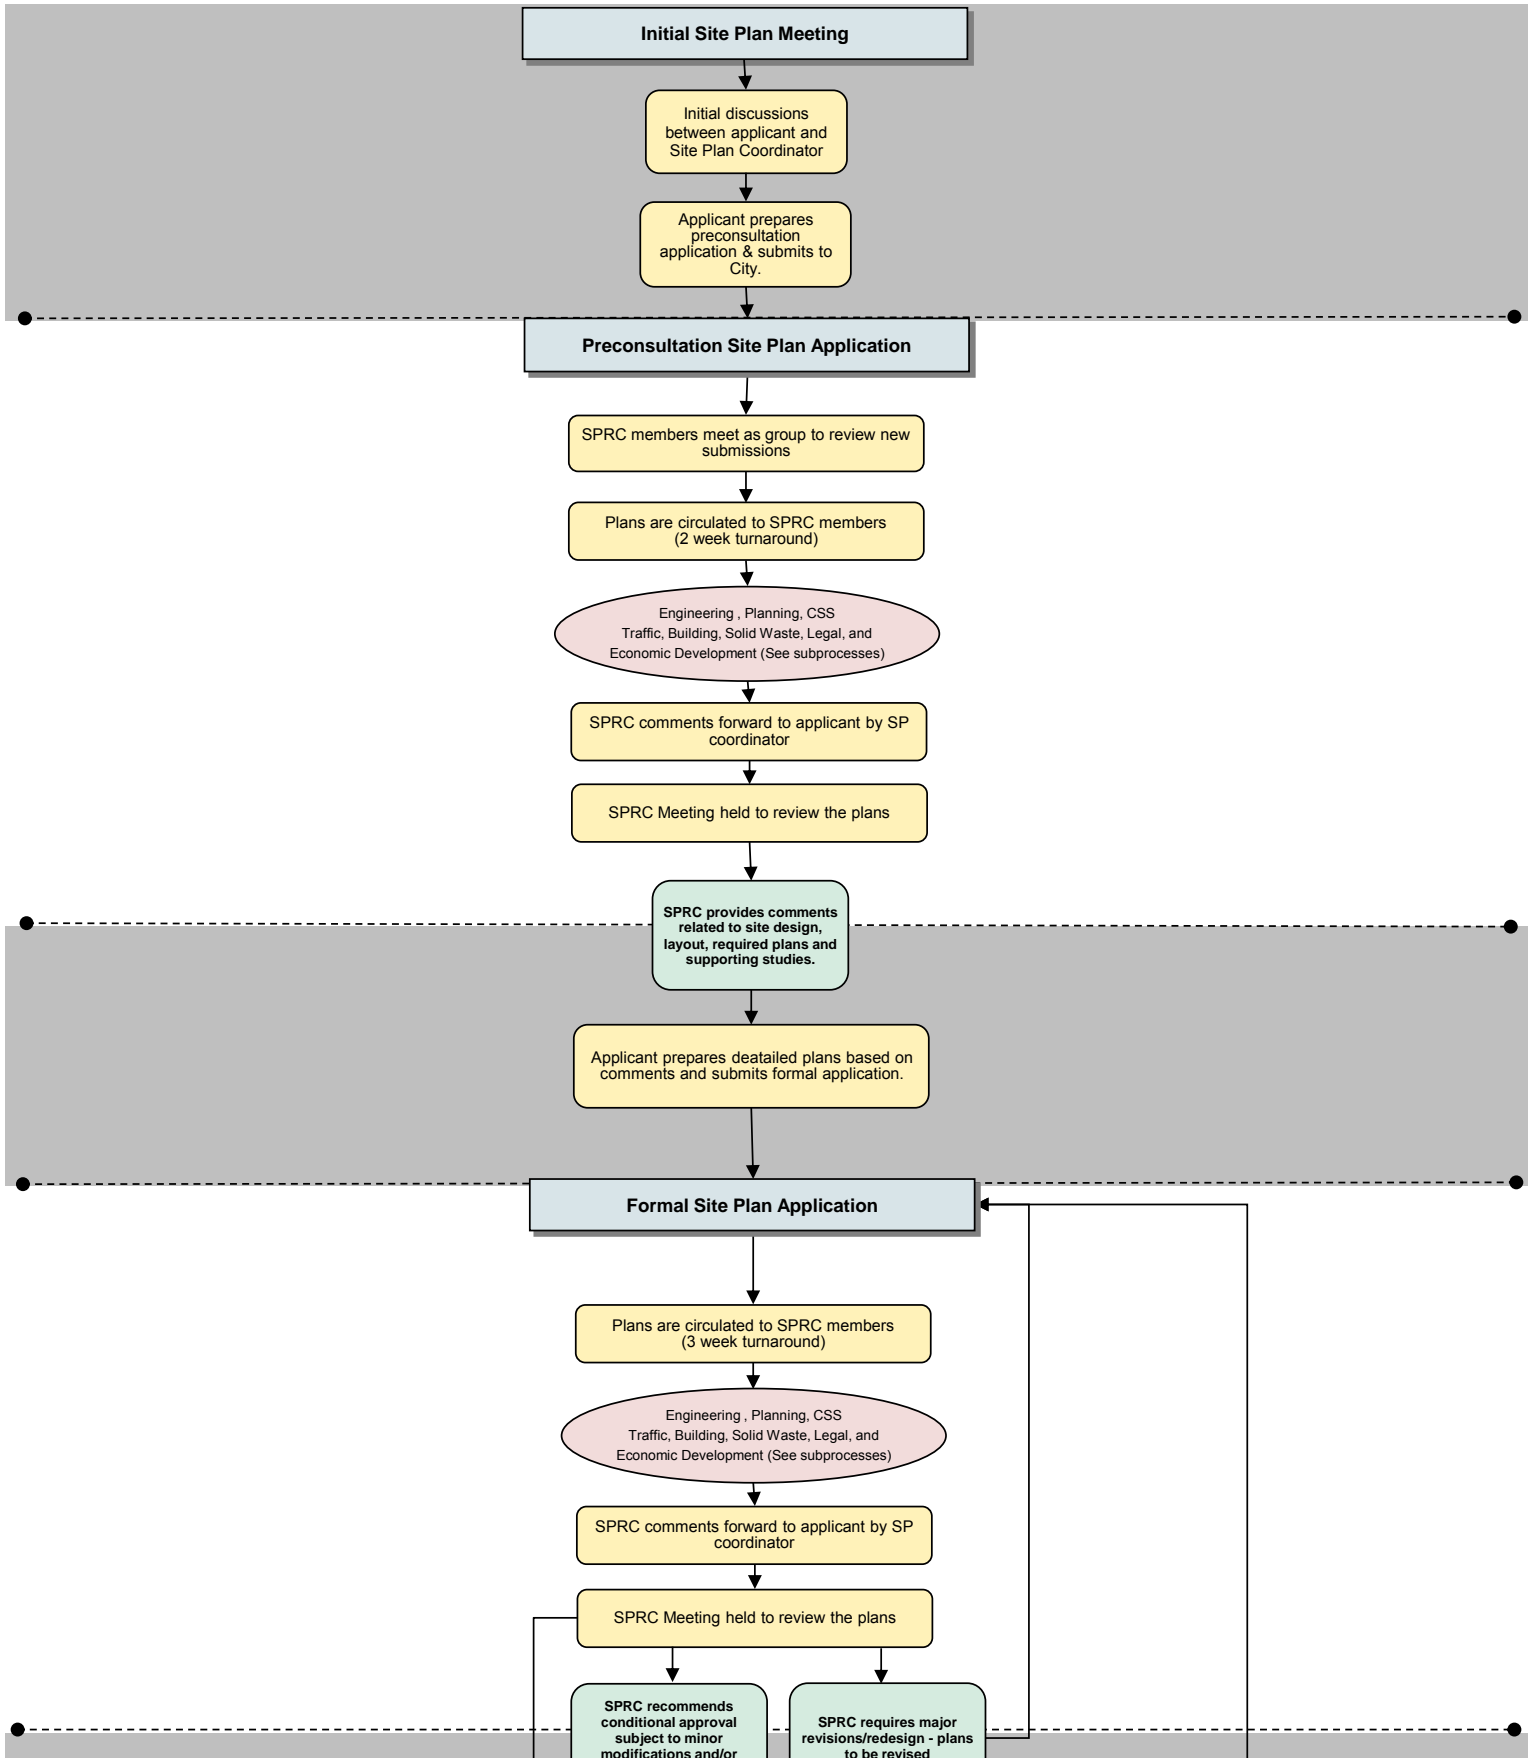 Initial Site Plan Meeting
Initial discussions
between applicant and
Site Plan Coordinator
Applicant prepares
preconsultation
application & submits to
City.
Preconsultation Site Plan Application
SPRC members meet as group to review new
submissions
Plans are circulated to SPRC members
(2 week turnaround)
Engineering , Planning, CSS
Traffic, Building, Solid Waste, Legal, and
Economic Development (See subprocesses)
SPRC comments forward to applicant by SP
coordinator
SPRC Meeting held to review the plans
SPRC provides comments
related to site design,
layout, required plans and
supporting studies.
Applicant prepares deatailed plans based on
comments and submits formal application.
Formal Site Plan Application
Plans are circulated to SPRC members
(3 week turnaround)
Engineering , Planning, CSS
Traffic, Building, Solid Waste, Legal, and
Economic Development (See subprocesses)
SPRC comments forward to applicant by SP
coordinator
SPRC Meeting held to review the plans
SPRC recommends
conditional approval
subject to minor
modifications and/or
SPRC requires major
revisions/redesign - plans
to be revised